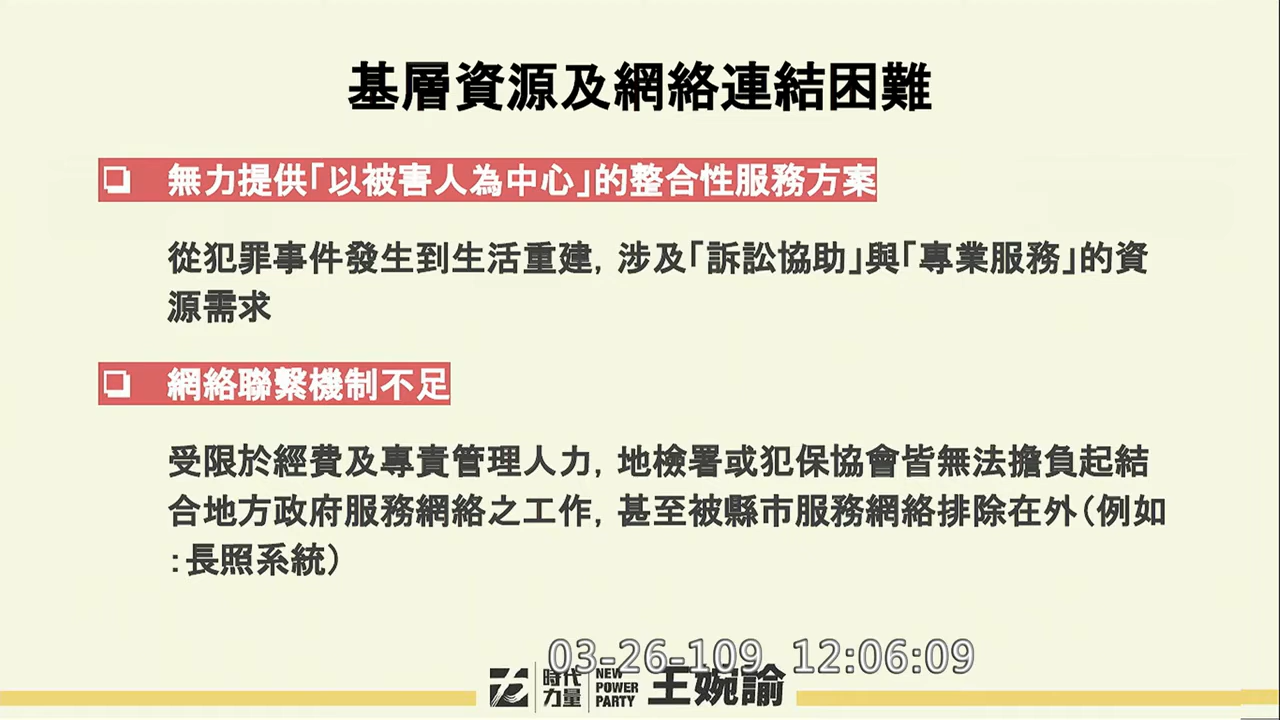 基層資源及網絡連結困難
無力提供「以被害人為中心」的整合性服務方案
從犯罪事件發生到生活重建，涉及「訴訟協助」與「專業服務」的資
源需求
網絡聯繫機制不足
受限於經費及專責管理人力，地檢署或犯保協會皆無法擔負起結
合地方政府服務網絡之工作，甚至被縣市服務網絡排除在外（例如
：長照系統）
03-26-109 12:06:09
時代
力量
NEW
POWER
PARTY
王婉諭